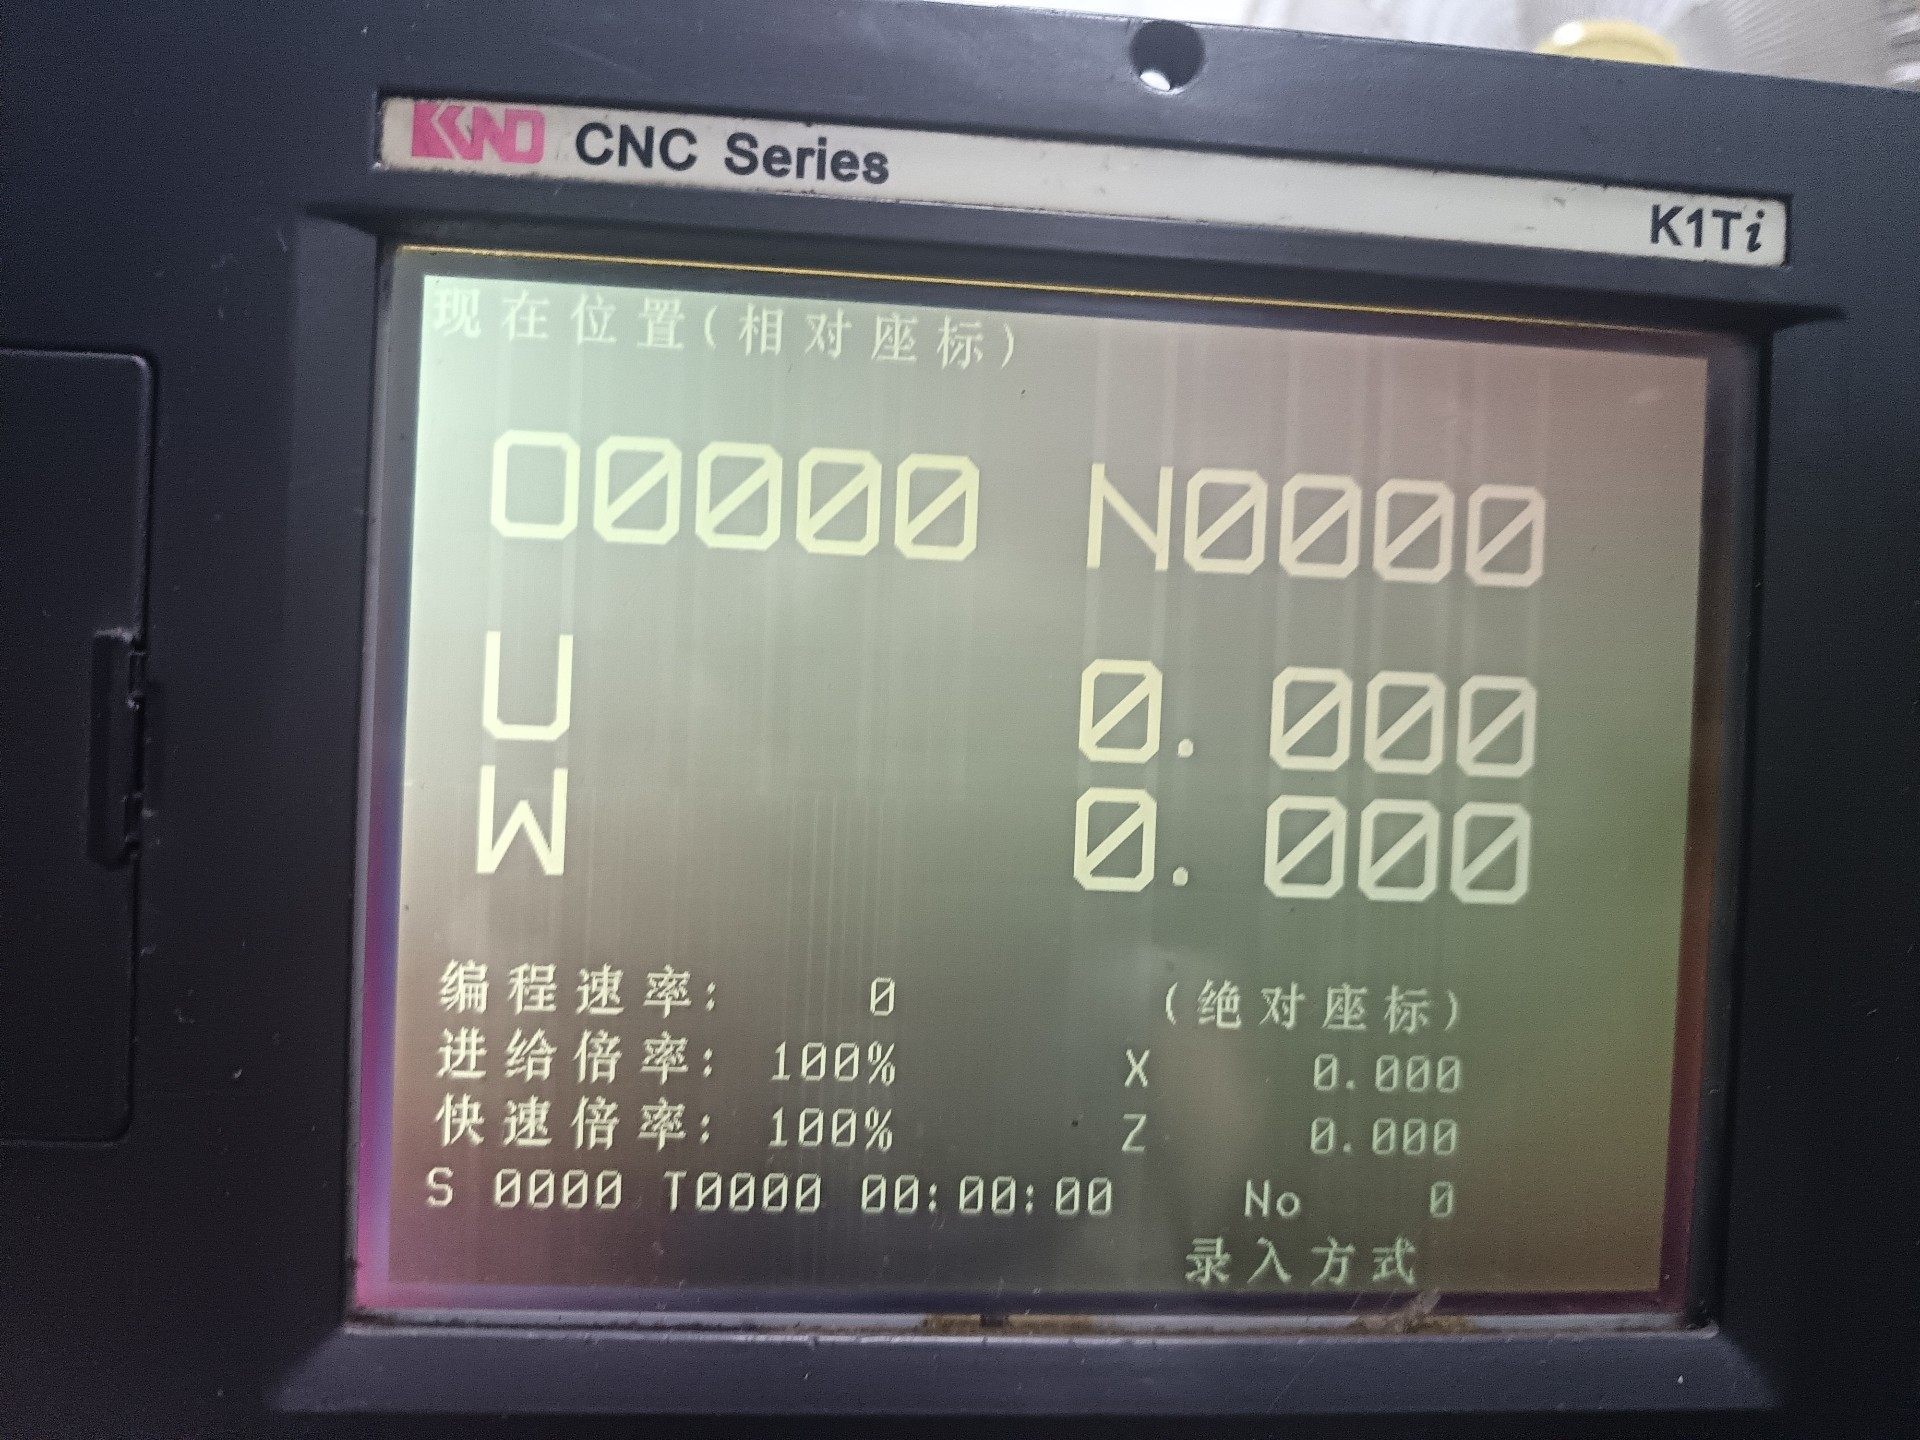 KND CNC Series
K1Ti
现在位置(相对座标)
O0000 N0000
U 0.000
W 0.000
编程速率: 0 (绝对座标)
进给倍率: 100% X 0.000
快速倍率: 100% Z 0.000
S 0000 T0000 00:00:00 No 0
录入方式